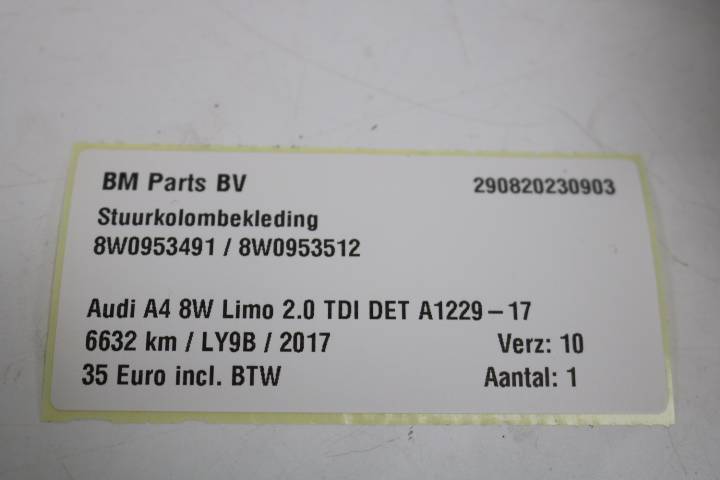 BM Parts BV 290820230903
Stuurkolombekleding
8W0953491 / 8W0953512
Audi A4 8W Limo 2.0 TDI DET A1229-17
6632 km / LY9B / 2017 Verz: 10
35 Euro incl. BTW Aantal: 1